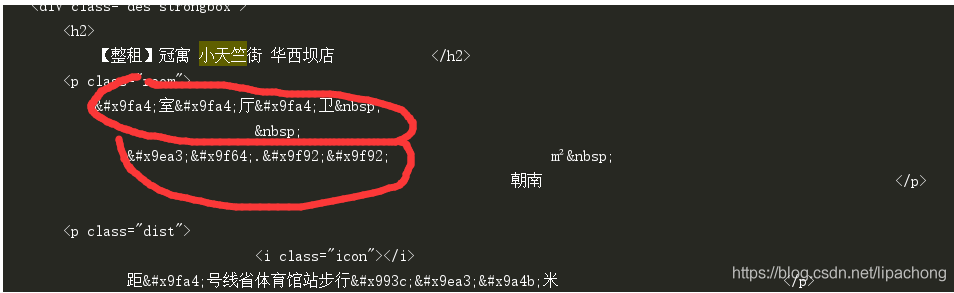 <div class="des strongbox">
<h2>
【整租】冠寓 小天竺街 华西坝店 </h2>
<p class="room">
&#x9fa4;室&#x9fa4;厅&#x9fa4;卫&nbsp;
&nbsp;
&#x9ea3;&#x9f64;.&#x9f92;&#x9f92; m²&nbsp;
朝南 </p>
<p class="dist">
<i class="icon"></i>
距&#x9fa4;号线省体育馆站步行&#x993c;&#x9ea3;&#x9a4b;米 </p>
https://blog.csdn.net/lipachong